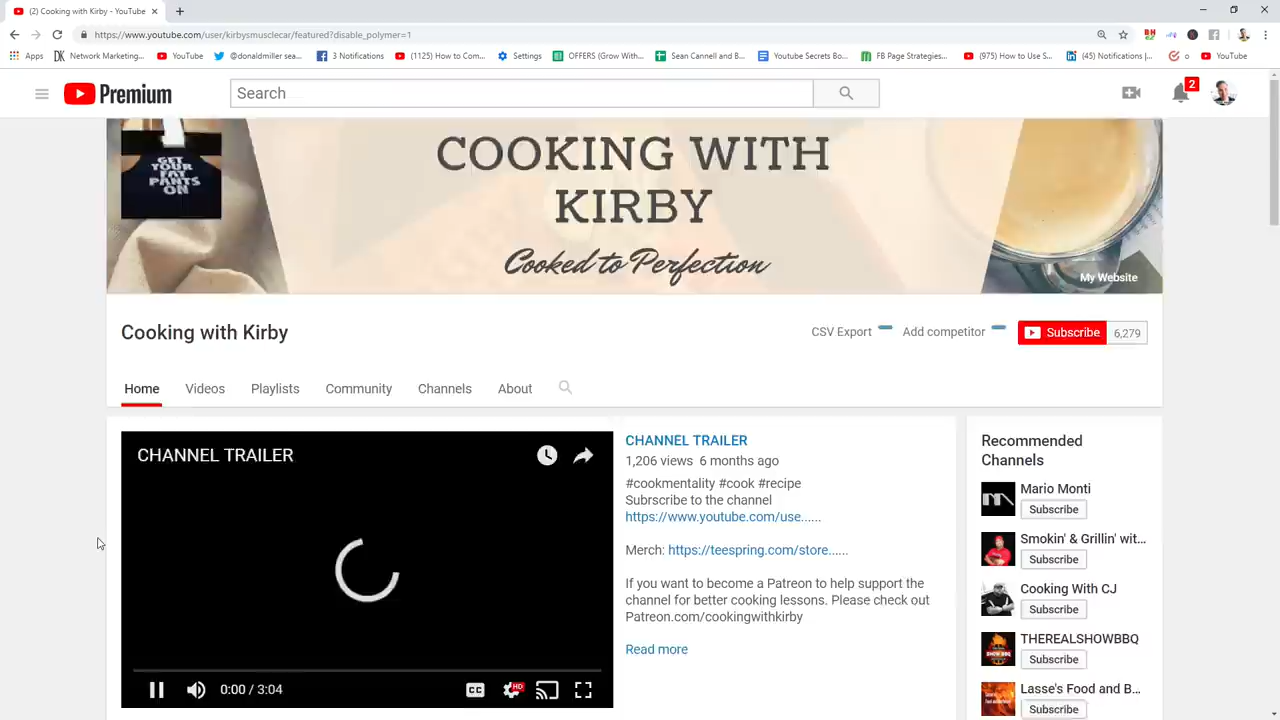 (2) Cooking with Kirby - YouTube
https://www.youtube.com/user/kirbysmusclecar/featured?disable_polymer=1
Apps
Network Marketing...
YouTube
@donaldmiller sea...
3 Notifications
(1125) How to Com...
Settings
OFFERS (Grow With...
Sean Cannell and B...
Youtube Secrets Bo...
FB Page Strategies...
(975) How to Use S...
(45) Notifications |...
o
YouTube
Premium
Search
2
GET
YOUR
FAT
PANTS
ON
COOKING WITH
KIRBY
Cooked to Perfection
My Website
Cooking with Kirby
CSV Export
Add competitor
Subscribe
6,279
Home
Videos
Playlists
Community
Channels
About
CHANNEL TRAILER
0:00 / 3:04
CC
HD
CHANNEL TRAILER
1,206 views 6 months ago
#cookmentality #cook #recipe
Subrscribe to the channel
https://www.youtube.com/use......
Merch: https://teespring.com/store......
If you want to become a Patreon to help support the
channel for better cooking lessons. Please check out
Patreon.com/cookingwithkirby
Read more
Recommended
Channels
Mario Monti
Subscribe
Smokin' & Grillin' wit...
Subscribe
Cooking With CJ
Subscribe
THEREALSHOWBBQ
Subscribe
Lasse's Food and B...
Subscribe